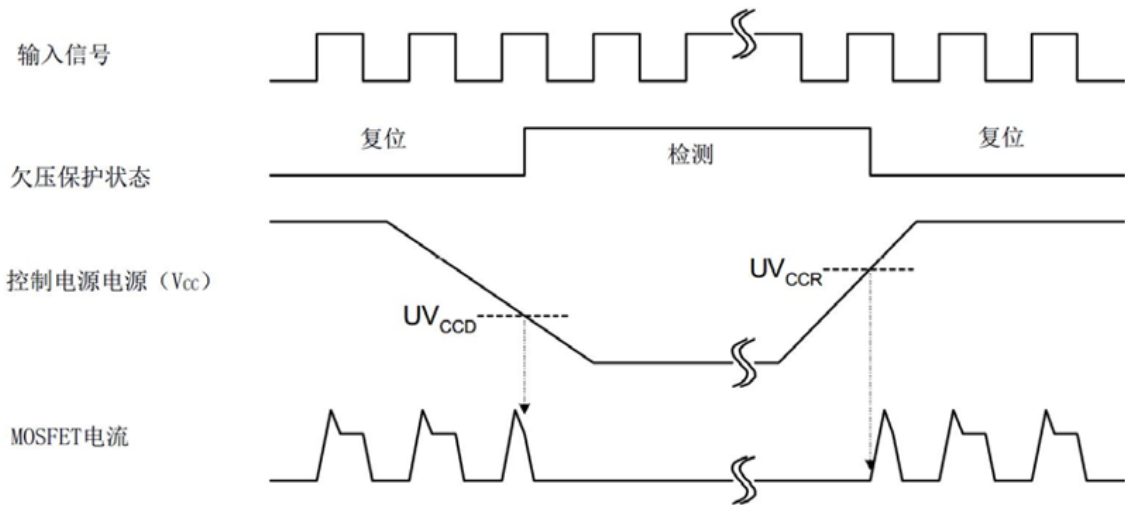 输入信号
复位
检测
复位
欠压保护状态
控制电源电源（Vcc）
UVCCR
UVCCD
MOSFET电流